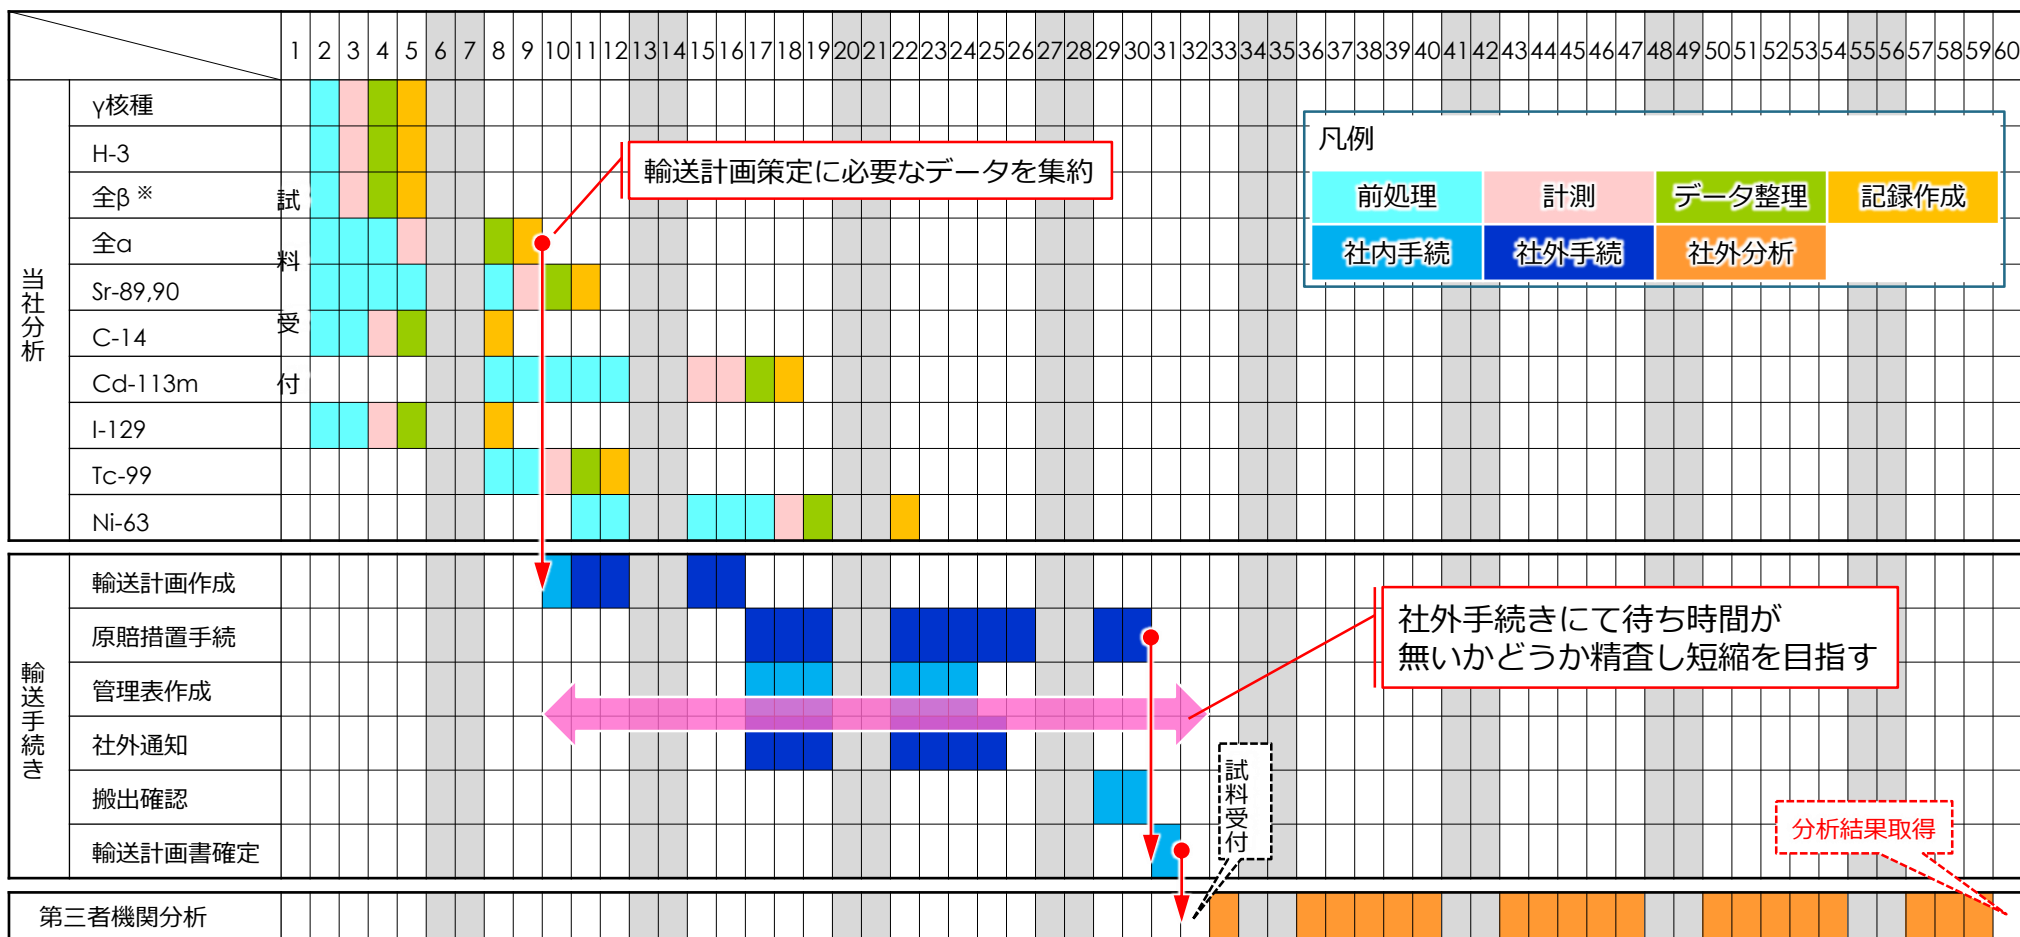 1 2 3 4 5 6 7 8 9 10 11 12 13 14 15 16 17 18 19 20 21 22 23 24 25 26 27 28 29 30 31 32 33 34 35 36 37 38 39 40 41 42 43 44 45 46 47 48 49 50 51 52 53 54 55 56 57 58 59 60
当社分析
γ核種
H-3
全β ※
全α
Sr-89,90
C-14
Cd-113m
I-129
Tc-99
Ni-63
試料受付
輸送計画策定に必要なデータを集約
凡例
前処理 計測 データ整理 記録作成
社内手続 社外手続 社外分析
輸送手続き
輸送計画作成
原賠措置手続
管理表作成
社外通知
搬出確認
輸送計画書確定
社外手続きにて待ち時間が
無いかどうか精査し短縮を目指す
試料受付
分析結果取得
第三者機関分析